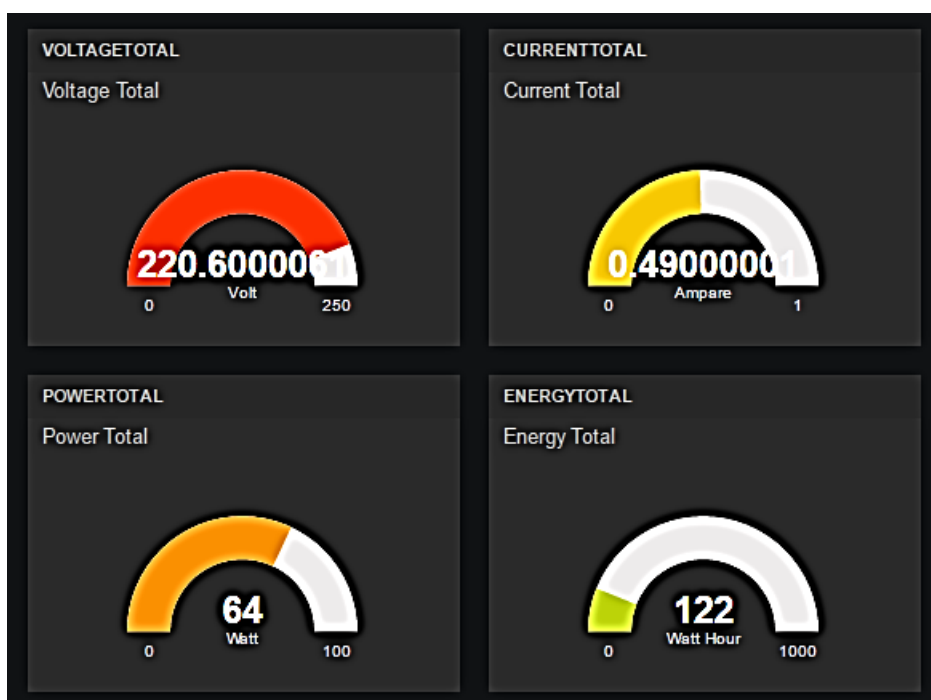 VOLTAGETOTAL
Voltage Total
220.6000061
Volt
0
250
CURRENTTOTAL
Current Total
0.49000001
Ampare
0
1
POWERTOTAL
Power Total
64
Watt
0
100
ENERGYTOTAL
Energy Total
122
Watt Hour
0
1000